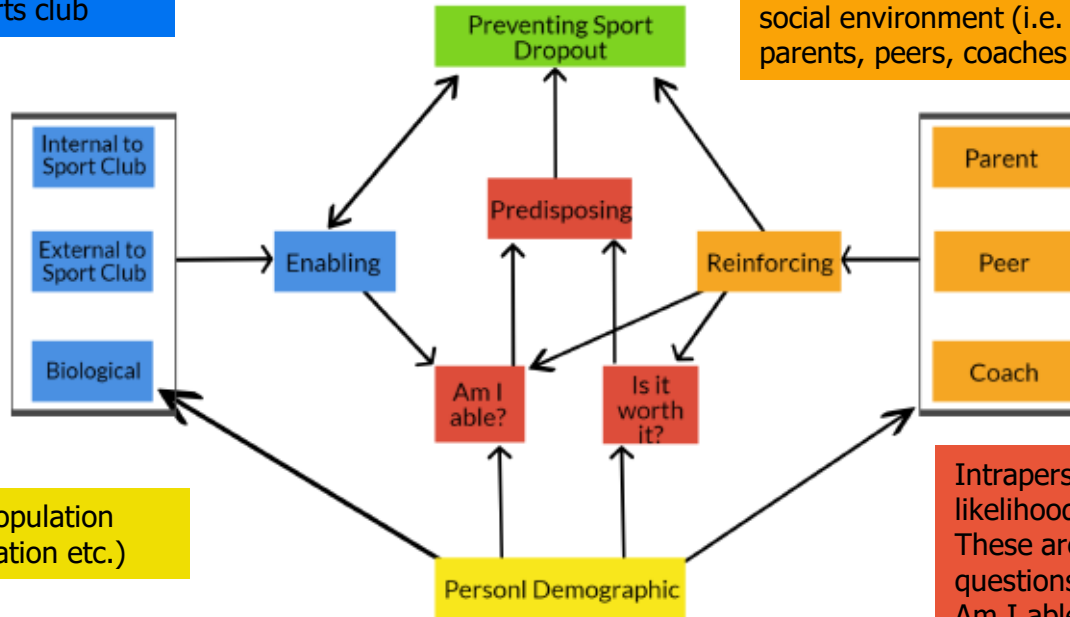 rts club
Preventing Sport
Dropout
social environment (i.e.
parents, peers, coaches
Internal to
Sport Club
External to
Sport Club
Biological
Enabling
Predisposing
Reinforcing
Parent
Peer
Coach
Am I
able?
Is it
worth
it?
opulation
ation etc.)
Personl Demographic
Intrapers
likelihood
These are
questions
Am I able